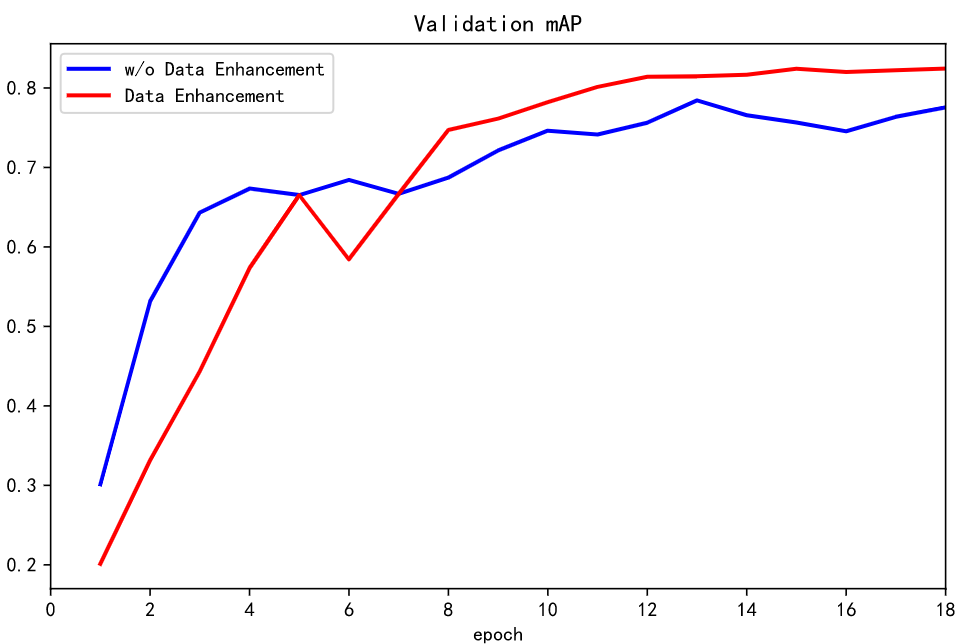 Validation mAP
w/o Data Enhancement
Data Enhancement
0.8
0.7
0.6
0.5
0.4
0.3
0.2
0 2 4 6 8 10 12 14 16 18
epoch